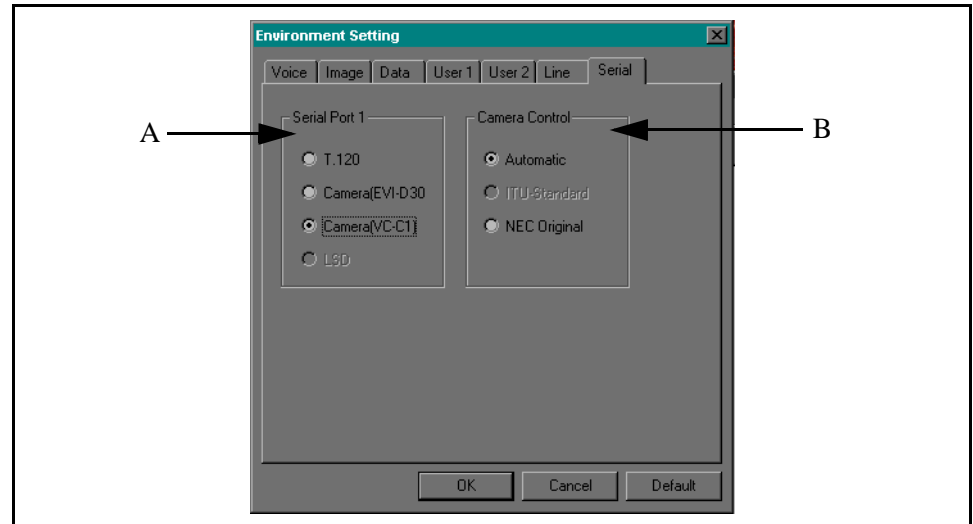 Environment Setting
Voice Image Data User 1 User 2 Line Serial
A
Serial Port 1
T.120
Camera(EVI-D30
Camera(VC-C1)
LSD
Camera Control
Automatic
ITU-Standard
NEC Original
B
OK Cancel Default